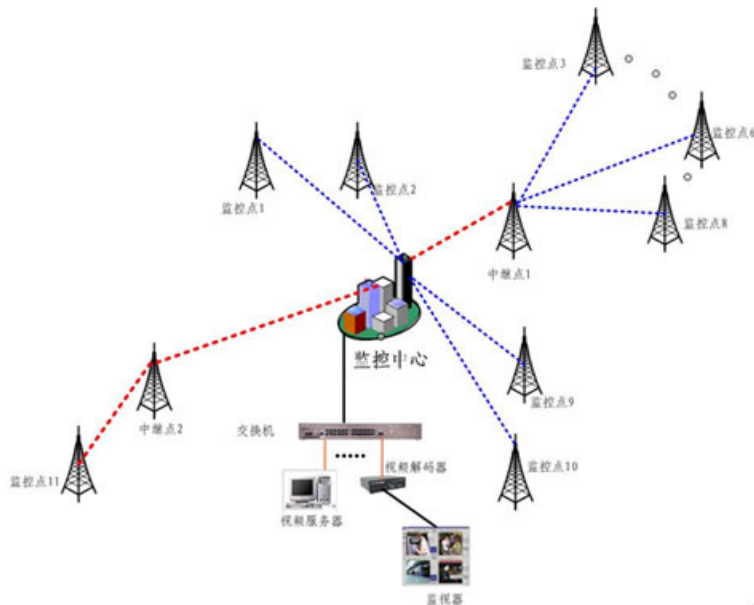 监控点3
监控点6
监控点1
监控点2
监控点8
中继点1
监控中心
监控点9
中继点2
交换机
监控点10
视频解码器
监控点11
视频服务器
监视器